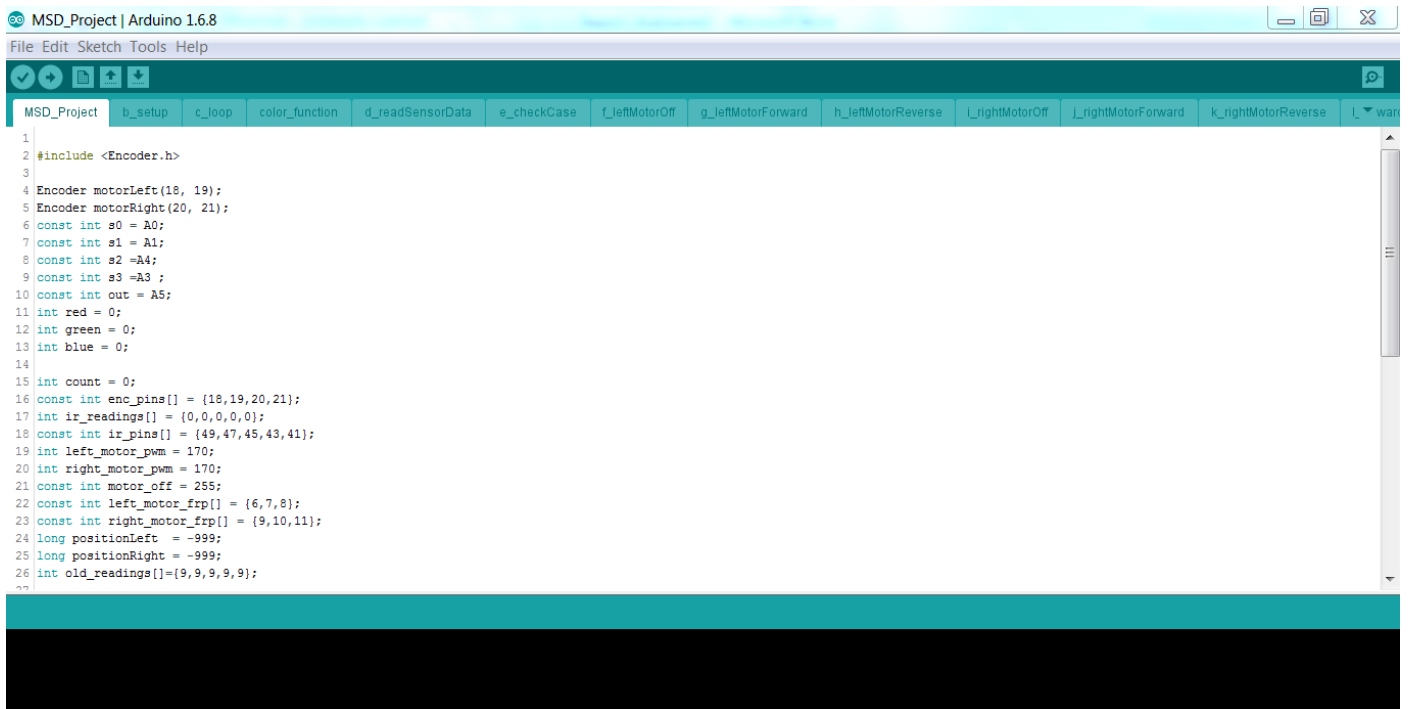 MSD_Project | Arduino 1.6.8
File Edit Sketch Tools Help
MSD_Project b_setup c_loop color_function d_readSensorData e_checkCase f_leftMotorOff g_leftMotorForward h_leftMotorReverse i_rightMotorOff j_rightMotorForward k_rightMotorReverse l_ ward
1
2 #include <Encoder.h>
3
4 Encoder motorLeft(18, 19);
5 Encoder motorRight(20, 21);
6 const int s0 = A0;
7 const int s1 = A1;
8 const int s2 =A4;
9 const int s3 =A3 ;
10 const int out = A5;
11 int red = 0;
12 int green = 0;
13 int blue = 0;
14
15 int count = 0;
16 const int enc_pins[] = {18,19,20,21};
17 int ir_readings[] = {0,0,0,0,0};
18 const int ir_pins[] = {49,47,45,43,41};
19 int left_motor_pwm = 170;
20 int right_motor_pwm = 170;
21 const int motor_off = 255;
22 const int left_motor_frp[] = {6,7,8};
23 const int right_motor_frp[] = {9,10,11};
24 long positionLeft  = -999;
25 long positionRight = -999;
26 int old_readings[]={9,9,9,9,9};
27